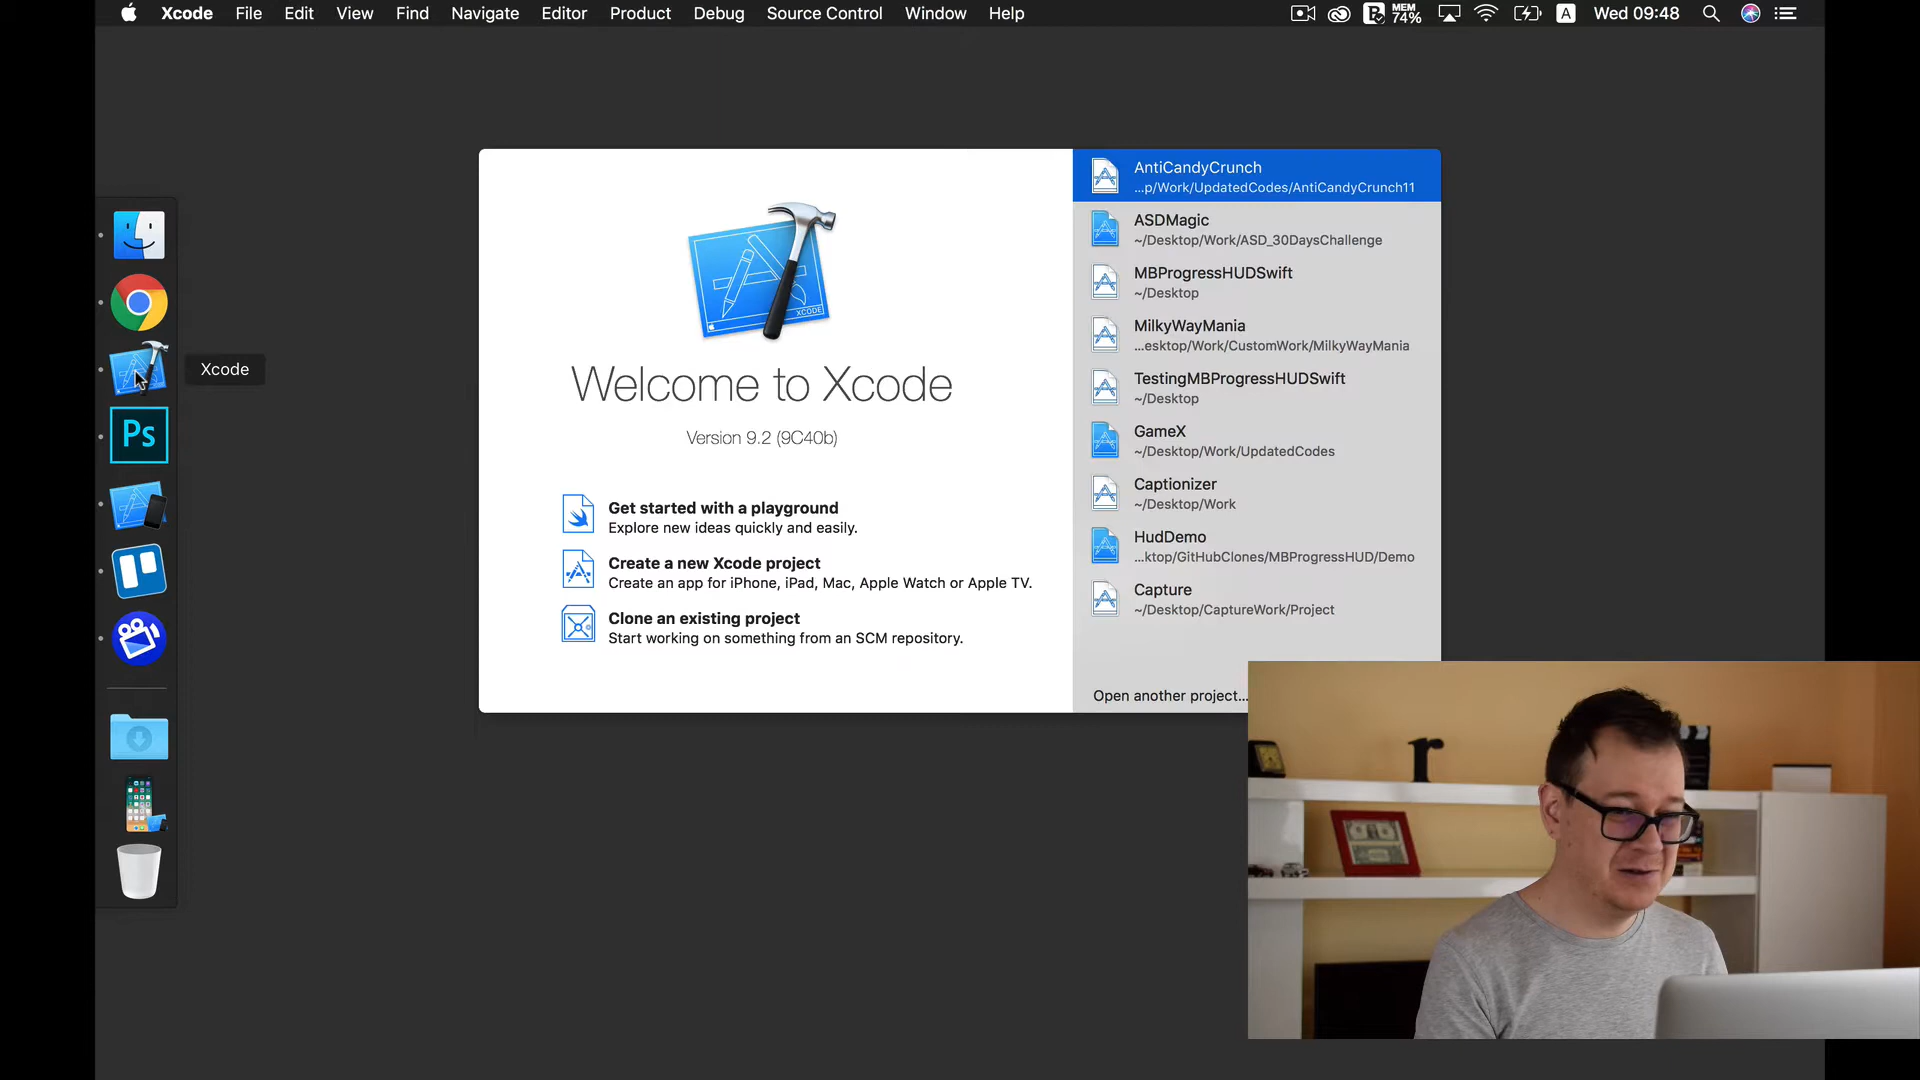 Xcode File Edit View Find Navigate Editor Product Debug Source Control Window Help
MEM
74%
A
Wed 09:48
Xcode
Ps
XCODE
Welcome to Xcode
Version 9.2 (9C40b)
Get started with a playground
Explore new ideas quickly and easily.
Create a new Xcode project
Create an app for iPhone, iPad, Mac, Apple Watch or Apple TV.
Clone an existing project
Start working on something from an SCM repository.
AntiCandyCrunch
...p/Work/UpdatedCodes/AntiCandyCrunch11
ASDMagic
~/Desktop/Work/ASD_30DaysChallenge
MBProgressHUDSwift
~/Desktop
MilkyWayMania
...esktop/Work/CustomWork/MilkyWayMania
TestingMBProgressHUDSwift
~/Desktop
GameX
~/Desktop/Work/UpdatedCodes
Captionizer
~/Desktop/Work
HudDemo
...ktop/GitHubClones/MBProgressHUD/Demo
Capture
~/Desktop/CaptureWork/Project
Open another project...
r